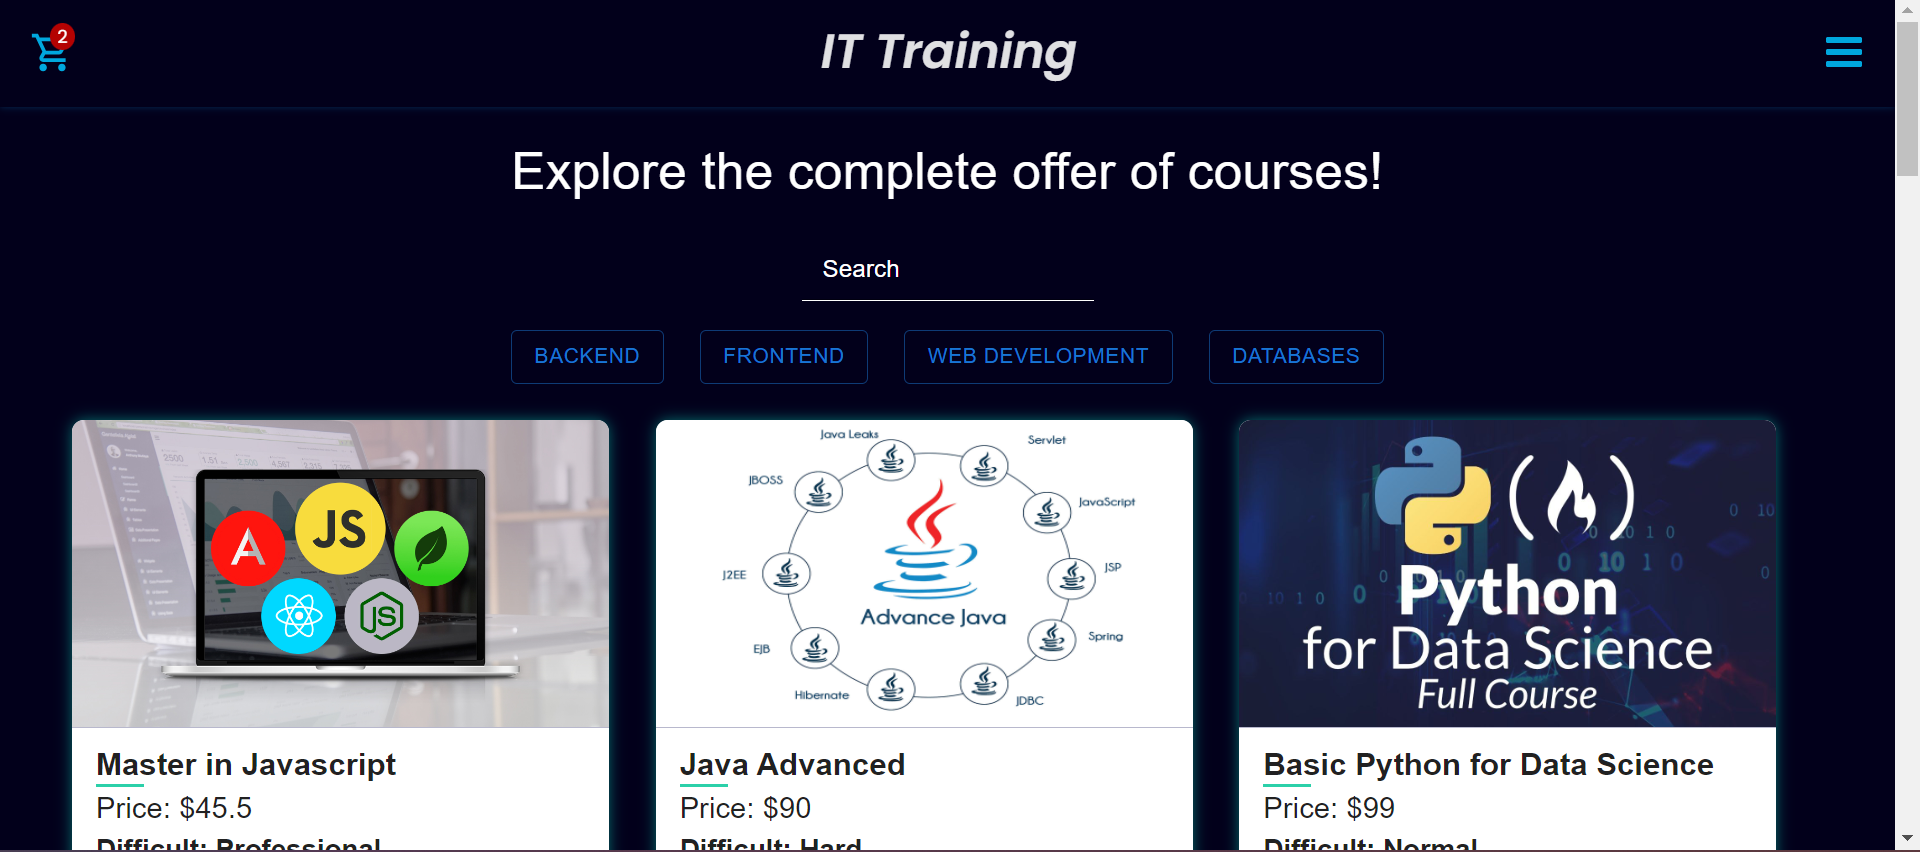 2
IT Training
Explore the complete offer of courses!
Search
BACKEND
FRONTEND
WEB DEVELOPMENT
DATABASES
JS
JS
Java Leaks
Servlet
JBOSS
JavaScript
J2EE
JSP
Advance Java
EJB
Spring
Hibernate
JDBC
Python
for Data Science
Full Course
Master in Javascript
Price: $45.5
Difficult: Professional
Java Advanced
Price: $90
Difficult: Hard
Basic Python for Data Science
Price: $99
Difficult: Normal